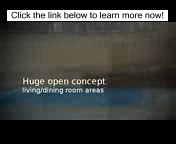 Click the link below to learn more now!
Huge open concept
living/dining room areas